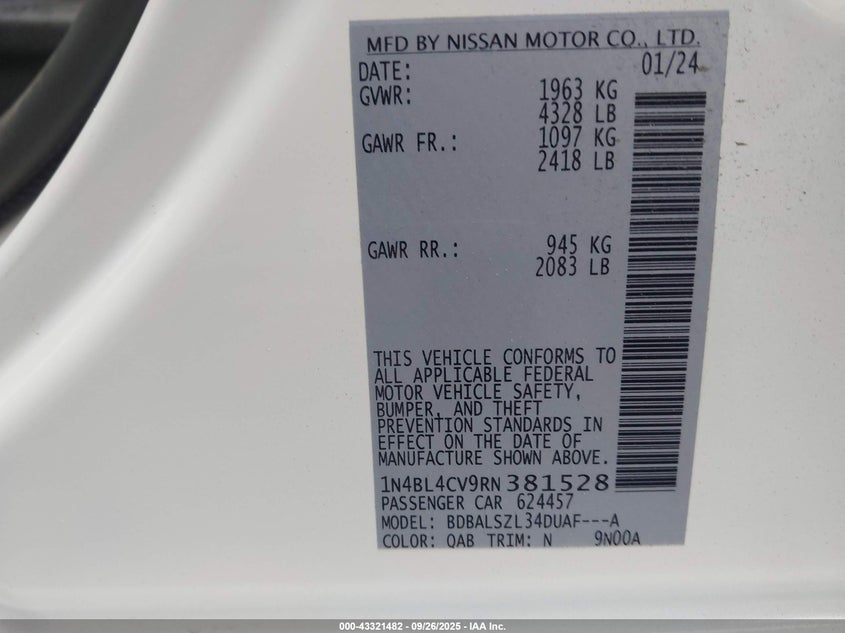 MFD BY NISSAN MOTOR CO., LTD.
DATE: 01/24
GVWR: 1963 KG
4328 LB
GAWR FR.: 1097 KG
2418 LB
GAWR RR.: 945 KG
2083 LB
THIS VEHICLE CONFORMS TO
ALL APPLICABLE FEDERAL
MOTOR VEHICLE SAFETY,
BUMPER, AND THEFT
PREVENTION STANDARDS IN
EFFECT ON THE DATE OF
MANUFACTURE SHOWN ABOVE.
1N4BL4CV9RN381528
PASSENGER CAR 624457
MODEL: BDBALSZL34DUAF---A
COLOR: QAB TRIM: N 9N00A
000-43321482 - 09/26/2025 - IAA Inc.